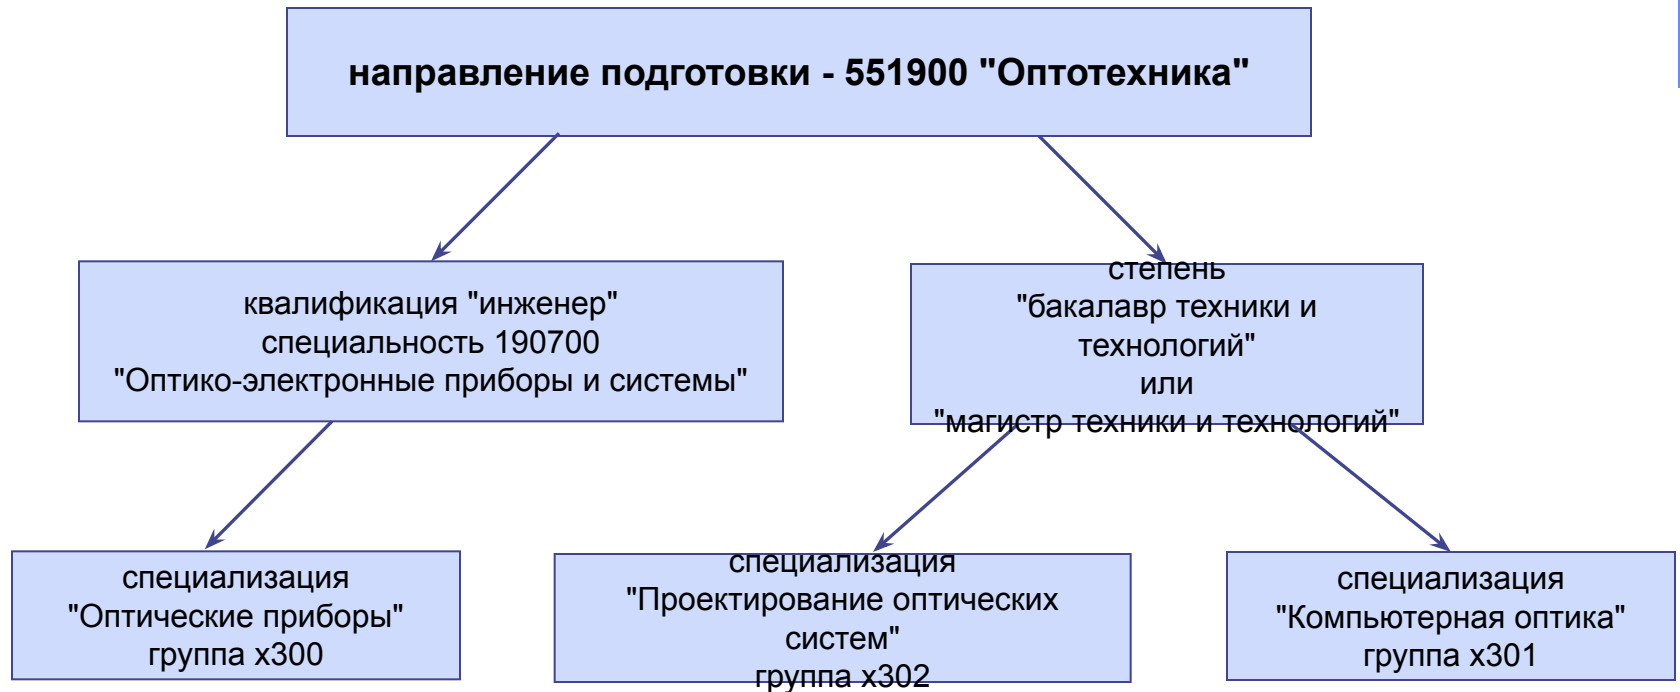 направление подготовки - 551900 "Оптотехника"
квалификация "инженер"
специальность 190700
"Оптико-электронные приборы и системы"
степень
"бакалавр техники и
технологий"
или
"магистр техники и технологий"
специализация
"Оптические приборы"
группа х300
специализация
"Проектирование оптических
систем"
группа х302
специализация
"Компьютерная оптика"
группа х301